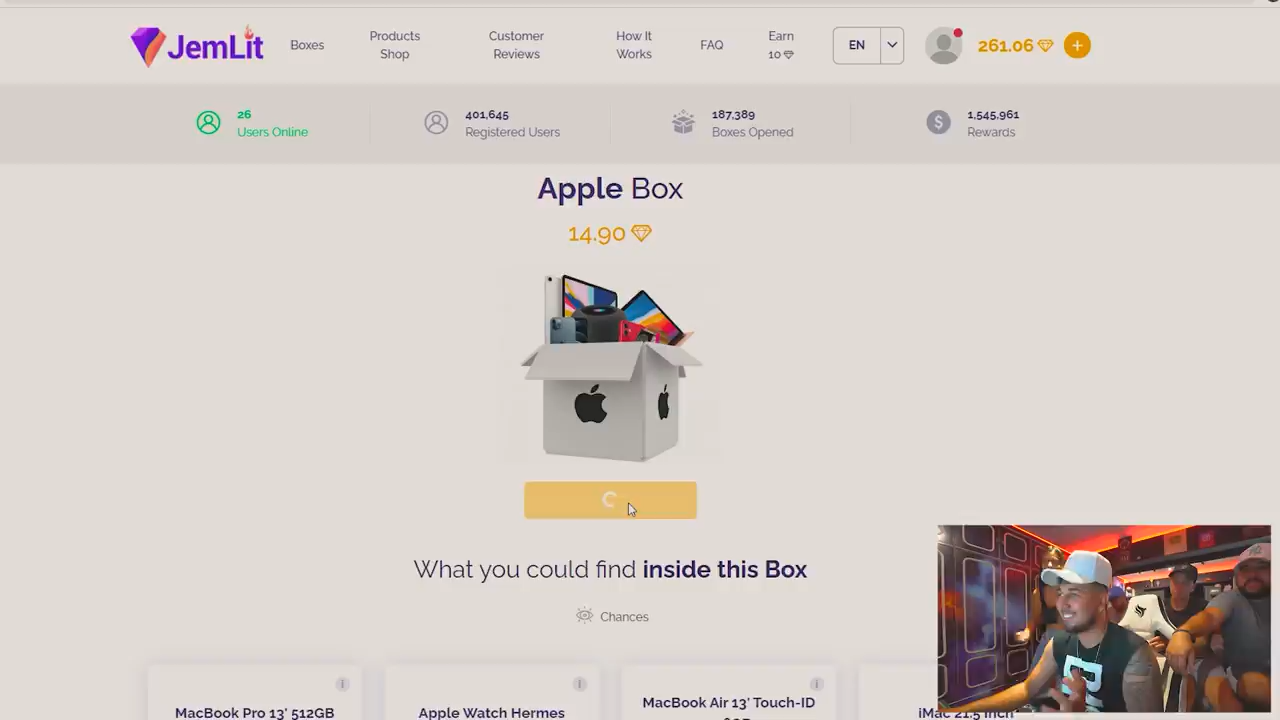 JemLit
Boxes
Products
Shop
Customer
Reviews
How It
Works
FAQ
Earn
10
EN
261.06
26
Users Online
401,645
Registered Users
187,389
Boxes Opened
1,545,961
Rewards
Apple Box
14.90
What you could find inside this Box
Chances
MacBook Pro 13' 512GB
Apple Watch Hermes
MacBook Air 13' Touch-ID
iMac 21.5 Inch